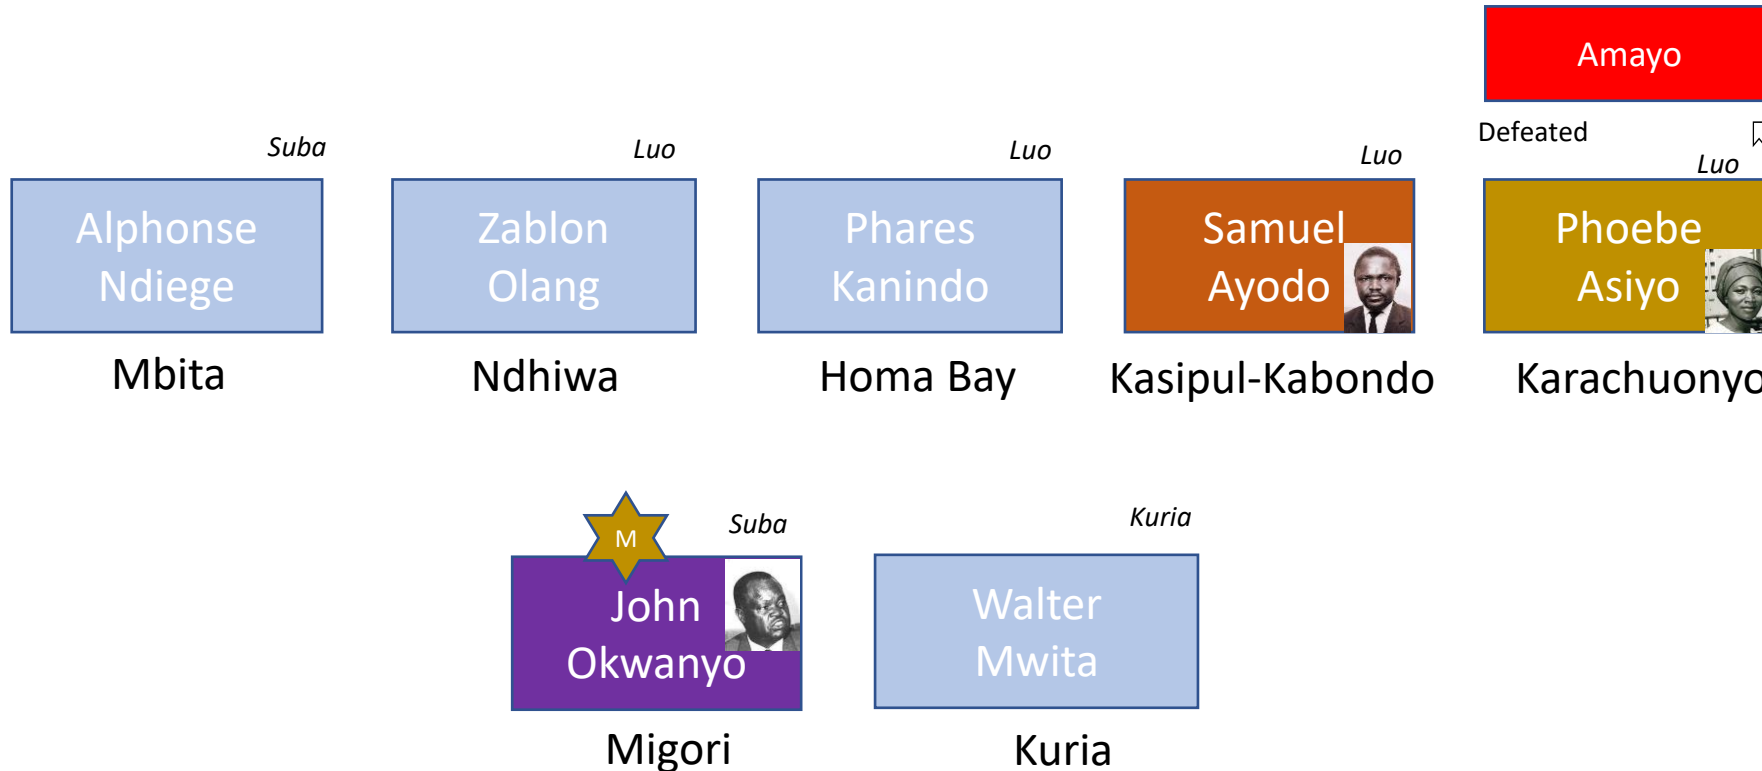 Amayo
Defeated
Suba
Luo
Luo
Luo
Luo
Alphonse
Ndiege
Zablon
Olang
Phares
Kanindo
Samuel
Ayodo
Phoebe
Asiyo
Mbita
Ndhiwa
Homa Bay
Kasipul-Kabondo
Karachuonyo
M
Suba
Kuria
John
Okwanyo
Walter
Mwita
Migori
Kuria